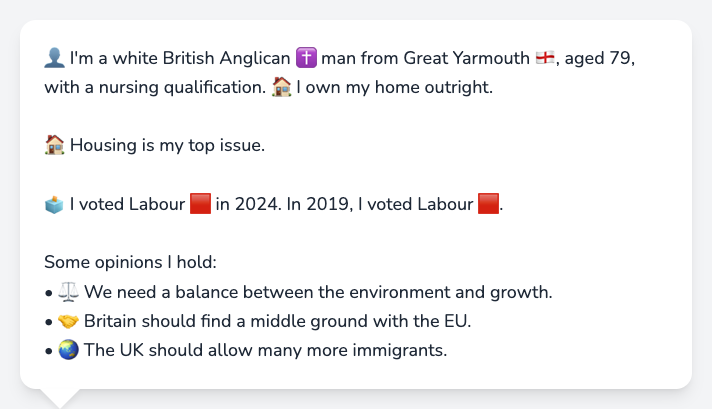 👤 I'm a white British Anglican ✝️ man from Great Yarmouth 🏴󠁧󠁢󠁥󠁮󠁧󠁿, aged 79,
with a nursing qualification. 🏠 I own my home outright.
🏠 Housing is my top issue.
🗳️ I voted Labour 🟥 in 2024. In 2019, I voted Labour 🟥.
Some opinions I hold:
• ⚖️ We need a balance between the environment and growth.
• 🤝 Britain should find a middle ground with the EU.
• 🌏 The UK should allow many more immigrants.